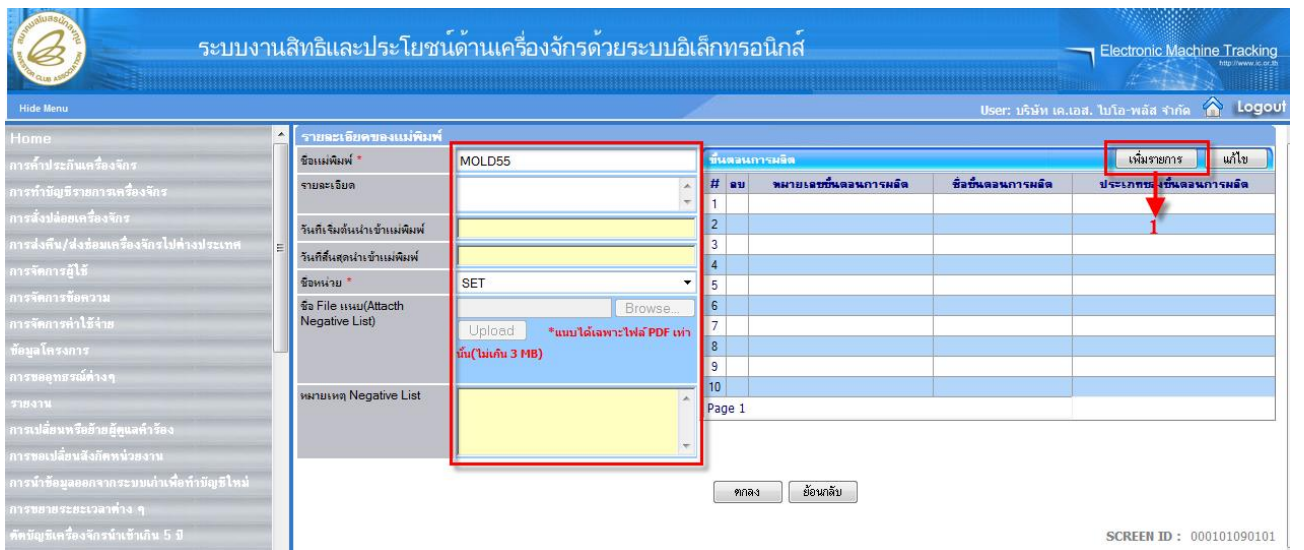 สมาคมสโมสรนักลงทุน
INVESTOR CLUB ASSOCIATION
ระบบงานสิทธิและประโยชน์ด้านเครื่องจักรด้วยระบบอิเล็กทรอนิกส์
Electronic Machine Tracking
http://www.ic.or.th
Hide Menu
User: บริษัท เค.เอส. ไบโอ-พลัส จำกัด
Logout
Home
การค้ำประกันเครื่องจักร
การทำบัญชีรายการเครื่องจักร
การสั่งปล่อยเครื่องจักร
การส่งคืน/ส่งซ่อมเครื่องจักรไปต่างประเทศ
การจัดการผู้ใช้
การจัดการข้อความ
การจัดการค่าใช้จ่าย
ข้อมูลโครงการ
การขออุทธรณ์ต่างๆ
รายงาน
การเปลี่ยนหรือย้ายผู้ดูแลคำร้อง
การขอเปลี่ยนสังกัดหน่วยงาน
การนำข้อมูลออกจากระบบเก่าเพื่อทำบัญชีใหม่
การขยายระยะเวลาต่าง ๆ
ตัดบัญชีเครื่องจักรนำเข้าเกิน 5 ปี
รายละเอียดของแม่พิมพ์
ชื่อแม่พิมพ์ *
MOLD55
รายละเอียด
วันที่เริ่มต้นนำเข้าแม่พิมพ์
วันที่สิ้นสุดนำเข้าแม่พิมพ์
ชื่อหน่วย *
SET
ชื่อ File แนบ(Attacth
Negative List)
Browse...
Upload
*แนบได้เฉพาะไฟล์ PDF เท่า
นั้น(ไม่เกิน 3 MB)
หมายเหตุ Negative List
ขั้นตอนการผลิต
เพิ่มรายการ
แก้ไข
# ลบ หมายเลขขั้นตอนการผลิต ชื่อขั้นตอนการผลิต ประเภทของขั้นตอนการผลิต
1
1
2
3
4
5
6
7
8
9
10
Page 1
ตกลง
ย้อนกลับ
SCREEN ID : 000101090101